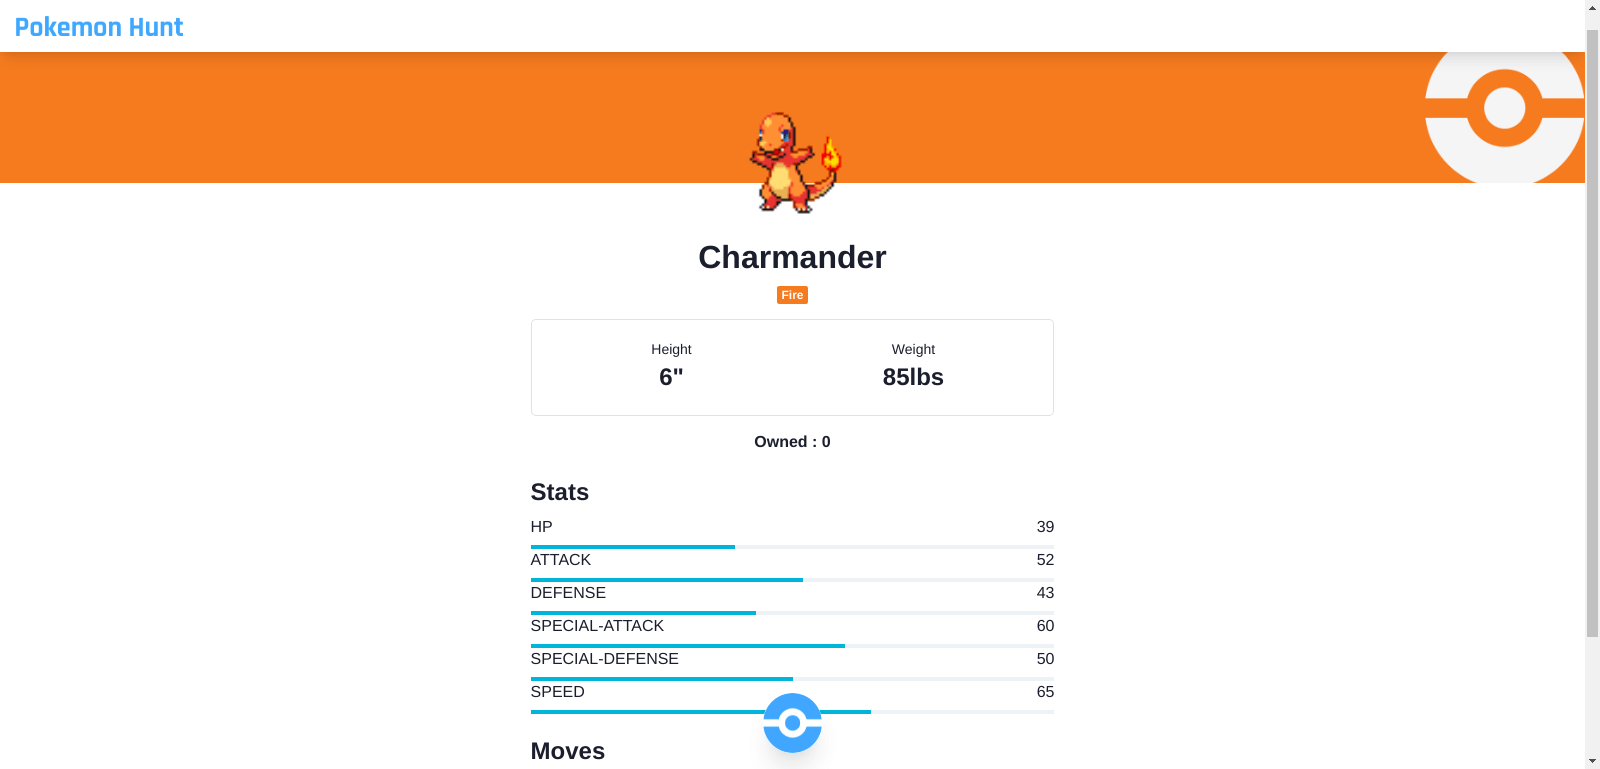 Pokemon Hunt
Charmander
Fire
Height Weight
6" 85lbs
Owned : 0
Stats
HP 39
ATTACK 52
DEFENSE 43
SPECIAL-ATTACK 60
SPECIAL-DEFENSE 50
SPEED 65
Moves